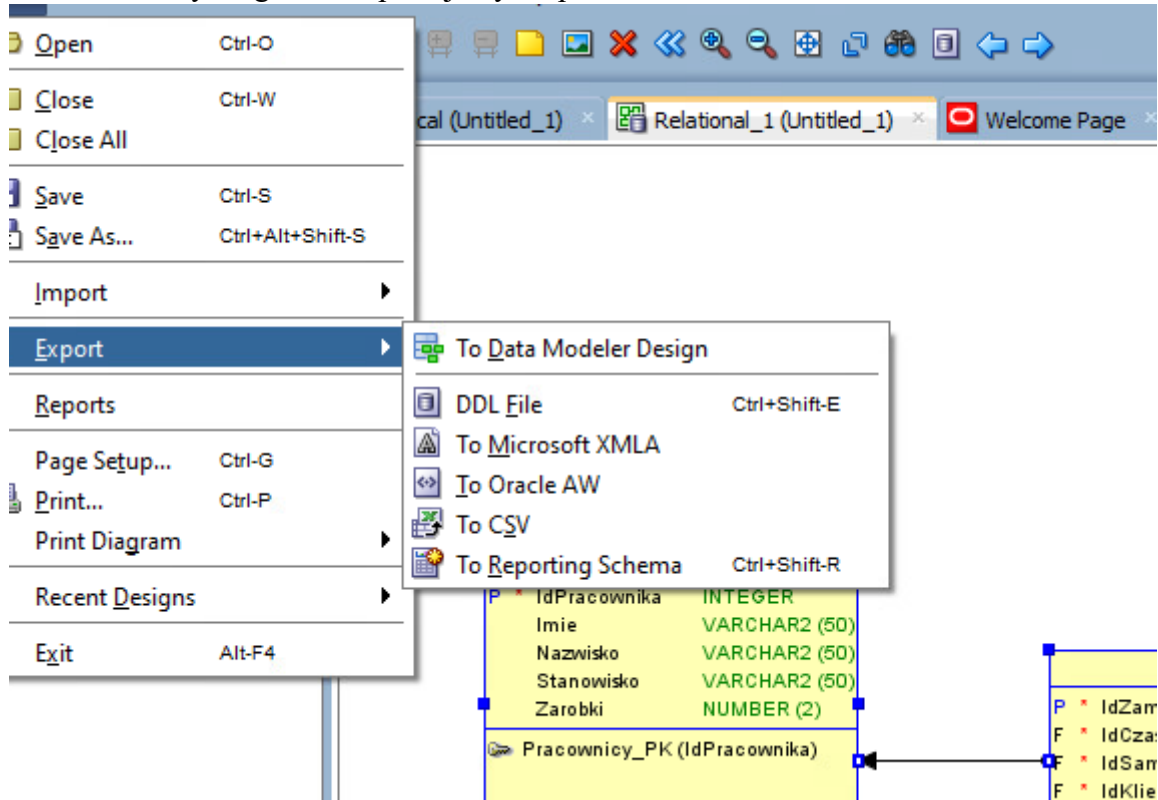 Open Ctrl-O
Close Ctrl-W
Close All
Save Ctrl-S
Save As... Ctrl+Alt+Shift-S
Import
Export
Reports
Page Setup... Ctrl-G
Print... Ctrl-P
Print Diagram
Recent Designs
Exit Alt-F4
cal (Untitled_1)
Relational_1 (Untitled_1)
Welcome Page
To Data Modeler Design
DDL File Ctrl+Shift-E
To Microsoft XMLA
To Oracle AW
To CSV
To Reporting Schema Ctrl+Shift-R
P * IdPracownika INTEGER
Imie VARCHAR2 (50)
Nazwisko VARCHAR2 (50)
Stanowisko VARCHAR2 (50)
Zarobki NUMBER (2)
Pracownicy_PK (IdPracownika)
P * IdZam
F * IdCzas
F * IdSam
F * IdKlie